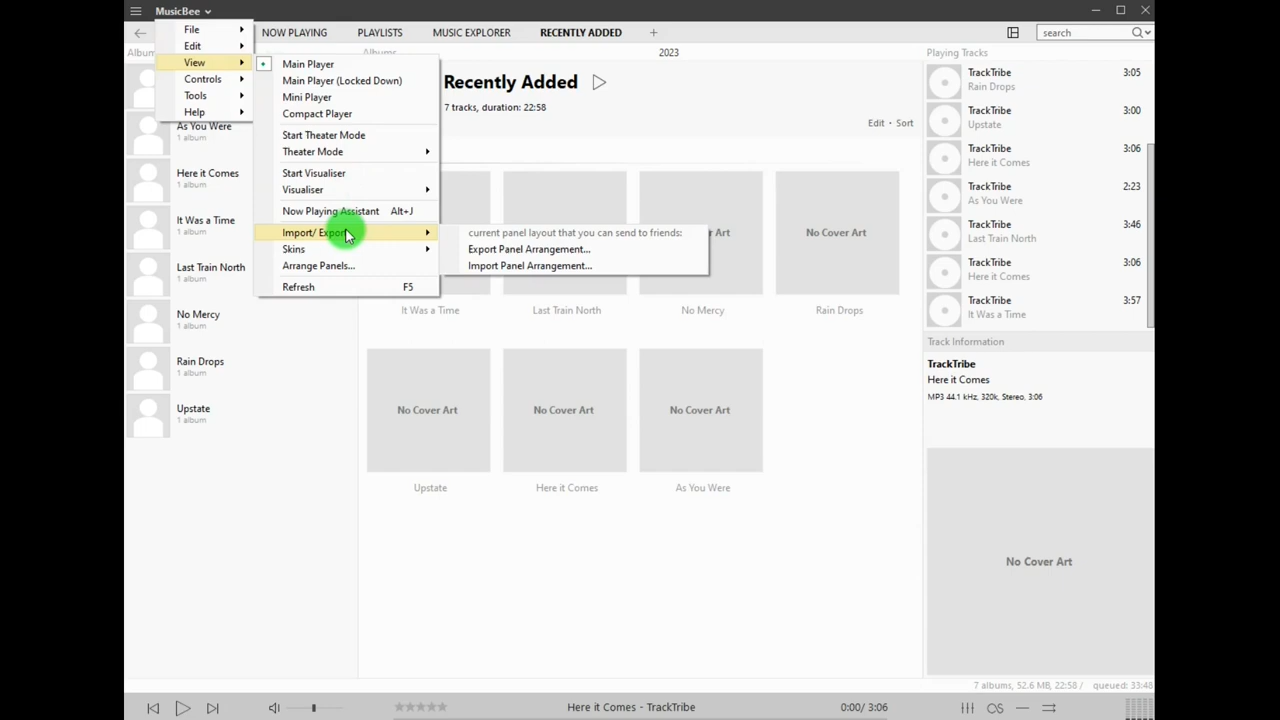 MusicBee
File
Edit
View
Controls
Tools
Help
NOW PLAYING
PLAYLISTS
MUSIC EXPLORER
RECENTLY ADDED
+
search
Main Player
Main Player (Locked Down)
Mini Player
Compact Player
Start Theater Mode
Theater Mode
Start Visualiser
Visualiser
Now Playing Assistant Alt+J
Import/ Export
Skins
Arrange Panels...
Refresh F5
current panel layout that you can send to friends:
Export Panel Arrangement...
Import Panel Arrangement...
As You Were
1 album
Here it Comes
1 album
It Was a Time
1 album
Last Train North
1 album
No Mercy
1 album
Rain Drops
1 album
Upstate
1 album
2023
Recently Added
7 tracks, duration: 22:58
Edit · Sort
No Cover Art
It Was a Time
Last Train North
No Mercy
Rain Drops
No Cover Art
No Cover Art
No Cover Art
Upstate
Here it Comes
As You Were
Playing Tracks
TrackTribe 3:05
Rain Drops
TrackTribe 3:00
Upstate
TrackTribe 3:06
Here it Comes
TrackTribe 2:23
As You Were
TrackTribe 3:46
Last Train North
TrackTribe 3:06
Here it Comes
TrackTribe 3:57
It Was a Time
Track Information
TrackTribe
Here it Comes
MP3 44.1 kHz, 320k, Stereo, 3:06
No Cover Art
7 albums, 52.6 MB, 22:58 / queued: 33:48
Here it Comes - TrackTribe
0:00/ 3:06